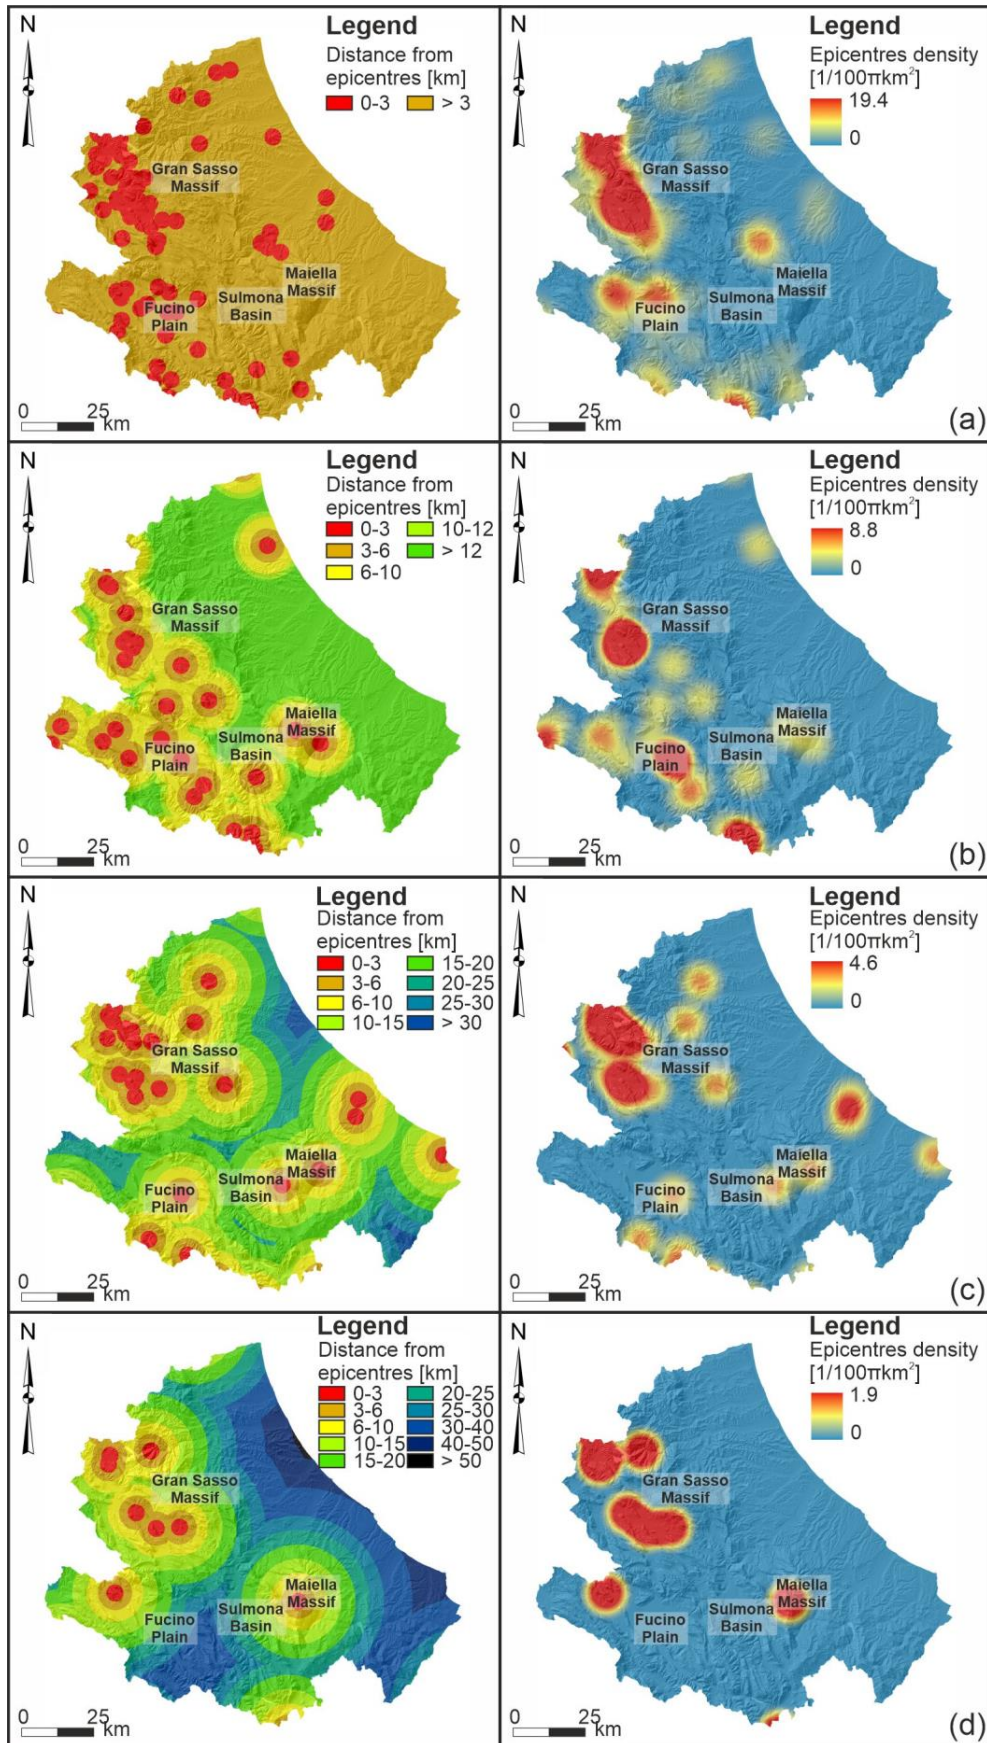 N
Legend
Distance from
epicentres [km]
0-3
> 3
Gran Sasso
Massif
Maiella
Massif
Sulmona
Basin
Fucino
Plain
0 25
km
N
Legend
Epicentres density
[1/100πkm²]
19.4
0
Gran Sasso
Massif
Maiella
Massif
Sulmona
Basin
Fucino
Plain
0 25
km
(a)
N
Legend
Distance from
epicentres [km]
0-3
10-12
3-6
> 12
6-10
Gran Sasso
Massif
Maiella
Massif
Sulmona
Basin
Fucino
Plain
0 25
km
N
Legend
Epicentres density
[1/100πkm²]
8.8
0
Gran Sasso
Massif
Maiella
Massif
Sulmona
Basin
Fucino
Plain
0 25
km
(b)
N
Legend
Distance from
epicentres [km]
0-3
15-20
3-6
20-25
6-10
25-30
10-15
> 30
Gran Sasso
Massif
Maiella
Massif
Sulmona
Basin
Fucino
Plain
0 25
km
N
Legend
Epicentres density
[1/100πkm²]
4.6
0
Gran Sasso
Massif
Maiella
Massif
Sulmona
Basin
Fucino
Plain
0 25
km
(c)
N
Legend
Distance from
epicentres [km]
0-3
20-25
3-6
25-30
6-10
30-40
10-15
40-50
15-20
> 50
Gran Sasso
Massif
Maiella
Massif
Sulmona
Basin
Fucino
Plain
0 25
km
N
Legend
Epicentres density
[1/100πkm²]
1.9
0
Gran Sasso
Massif
Maiella
Massif
Sulmona
Basin
Fucino
Plain
0 25
km
(d)